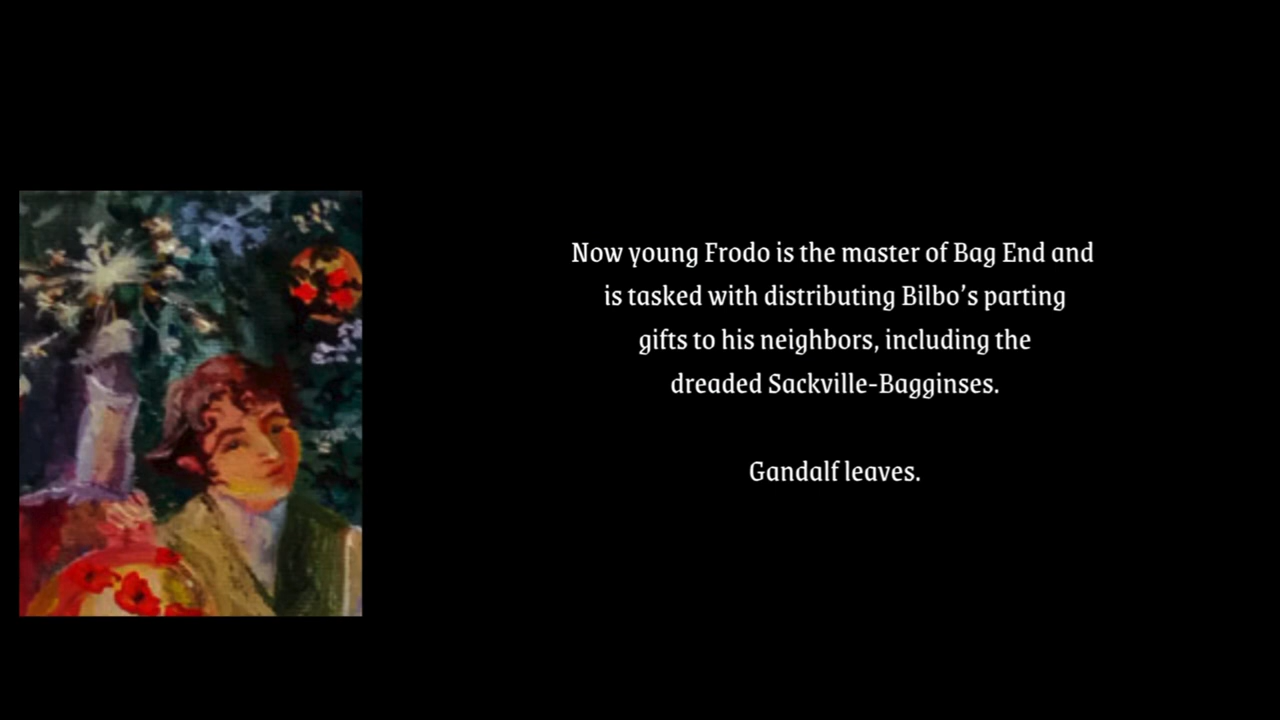 Now young Frodo is the master of Bag End and
is tasked with distributing Bilbo’s parting
gifts to his neighbors, including the
dreaded Sackville-Bagginses.
Gandalf leaves.